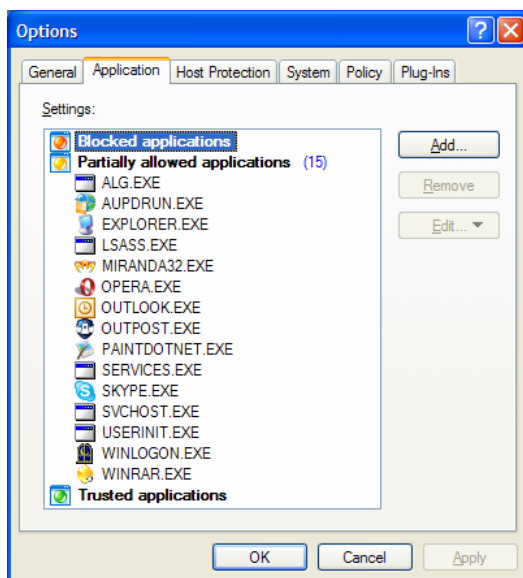 Options
General Application Host Protection System Policy Plug-Ins
Settings:
Blocked applications
Partially allowed applications (15)
ALG.EXE
AUPDRUN.EXE
EXPLORER.EXE
LSASS.EXE
MIRANDA32.EXE
OPERA.EXE
OUTLOOK.EXE
OUTPOST.EXE
PAINTDOTNET.EXE
SERVICES.EXE
SKYPE.EXE
SVCHOST.EXE
USERINIT.EXE
WINLOGON.EXE
WINRAR.EXE
Trusted applications
Add...
Remove
Edit...
OK Cancel Apply